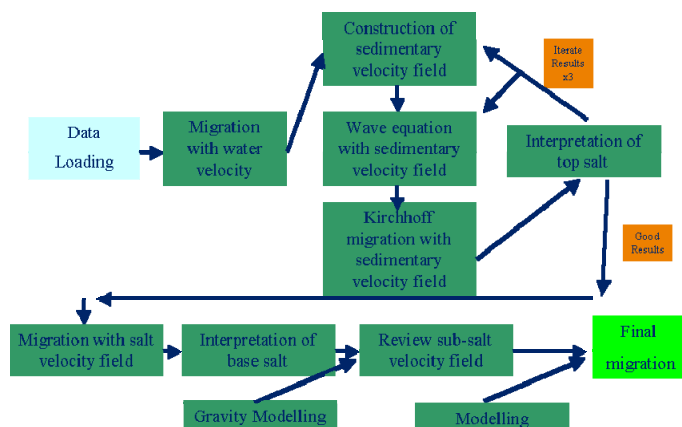 Construction of
sedimentary
velocity field
Iterate
Results
x3
Data
Loading
Migration
with water
velocity
Wave equation
with sedimentary
velocity field
Interpretation of
top salt
Kirchhoff
migration with
sedimentary
velocity field
Good
Results
Migration with salt
velocity field
Interpretation of
base salt
Review sub-salt
velocity field
Final
migration
Gravity Modelling
Modelling